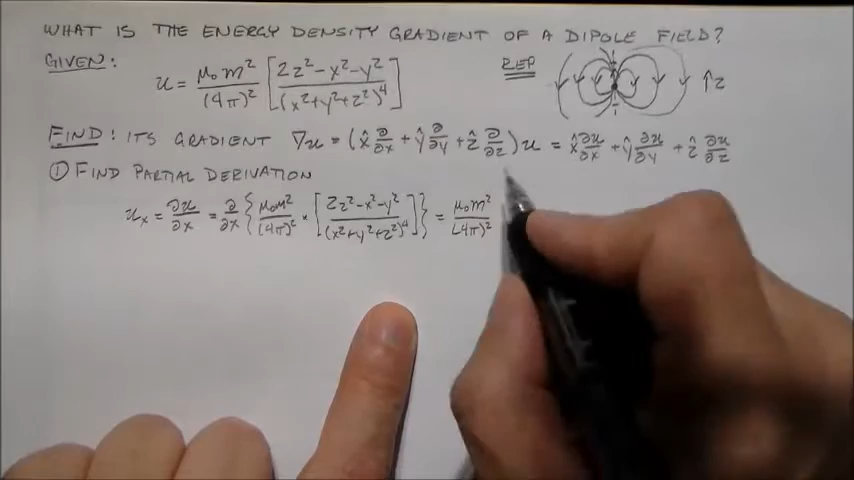 WHAT IS THE ENERGY DENSITY GRADIENT OF A DIPOLE FIELD?
GIVEN: u = μ₀m²/(4π)² [(2z²-x²-y²)/(x²+y²+z²)⁴] REP ↑z
FIND: ITS GRADIENT ∇u = (x̂ ∂/∂x + ŷ ∂/∂y + ẑ ∂/∂z)u = x̂ ∂u/∂x + ŷ ∂u/∂y + ẑ ∂u/∂z
① FIND PARTIAL DERIVATION
uₓ = ∂u/∂x = ∂/∂x {μ₀m²/(4π)² * [(2z²-x²-y²)/(x²+y²+z²)⁴]} = μ₀m²/(4π)²